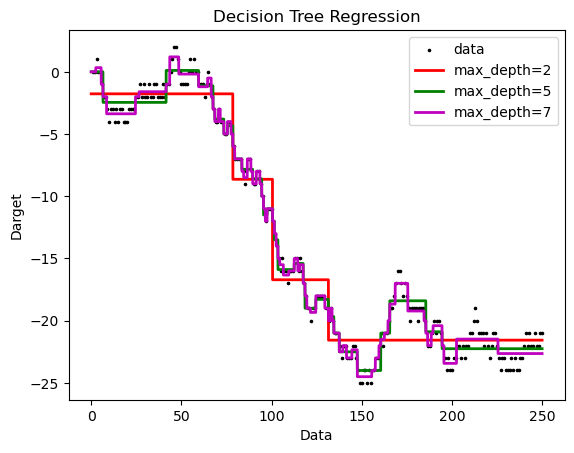 Decision Tree Regression
data
max_depth=2
max_depth=5
max_depth=7
Darget
0
−5
−10
−15
−20
−25
0
50
100
150
200
250
Data